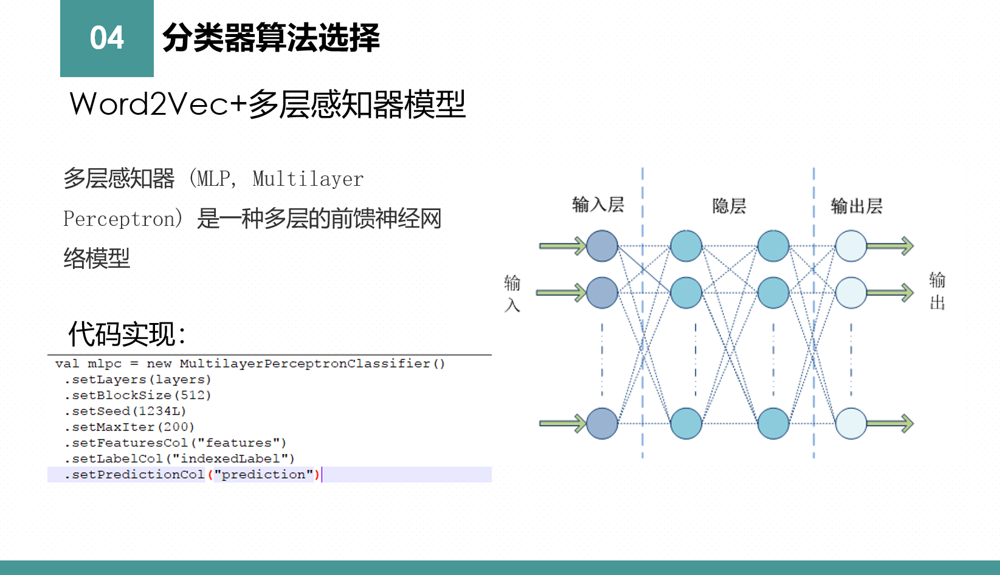 04 分类器算法选择
Word2Vec+多层感知器模型
多层感知器（MLP, Multilayer
Perceptron）是一种多层的前馈神经网
络模型
代码实现：
val mlpc = new MultilayerPerceptronClassifier()
.setLayers(layers)
.setBlockSize(512)
.setSeed(1234L)
.setMaxIter(200)
.setFeaturesCol("features")
.setLabelCol("indexedLabel")
.setPredictionCol("prediction")
输入层 隐层 输出层
输入
输出